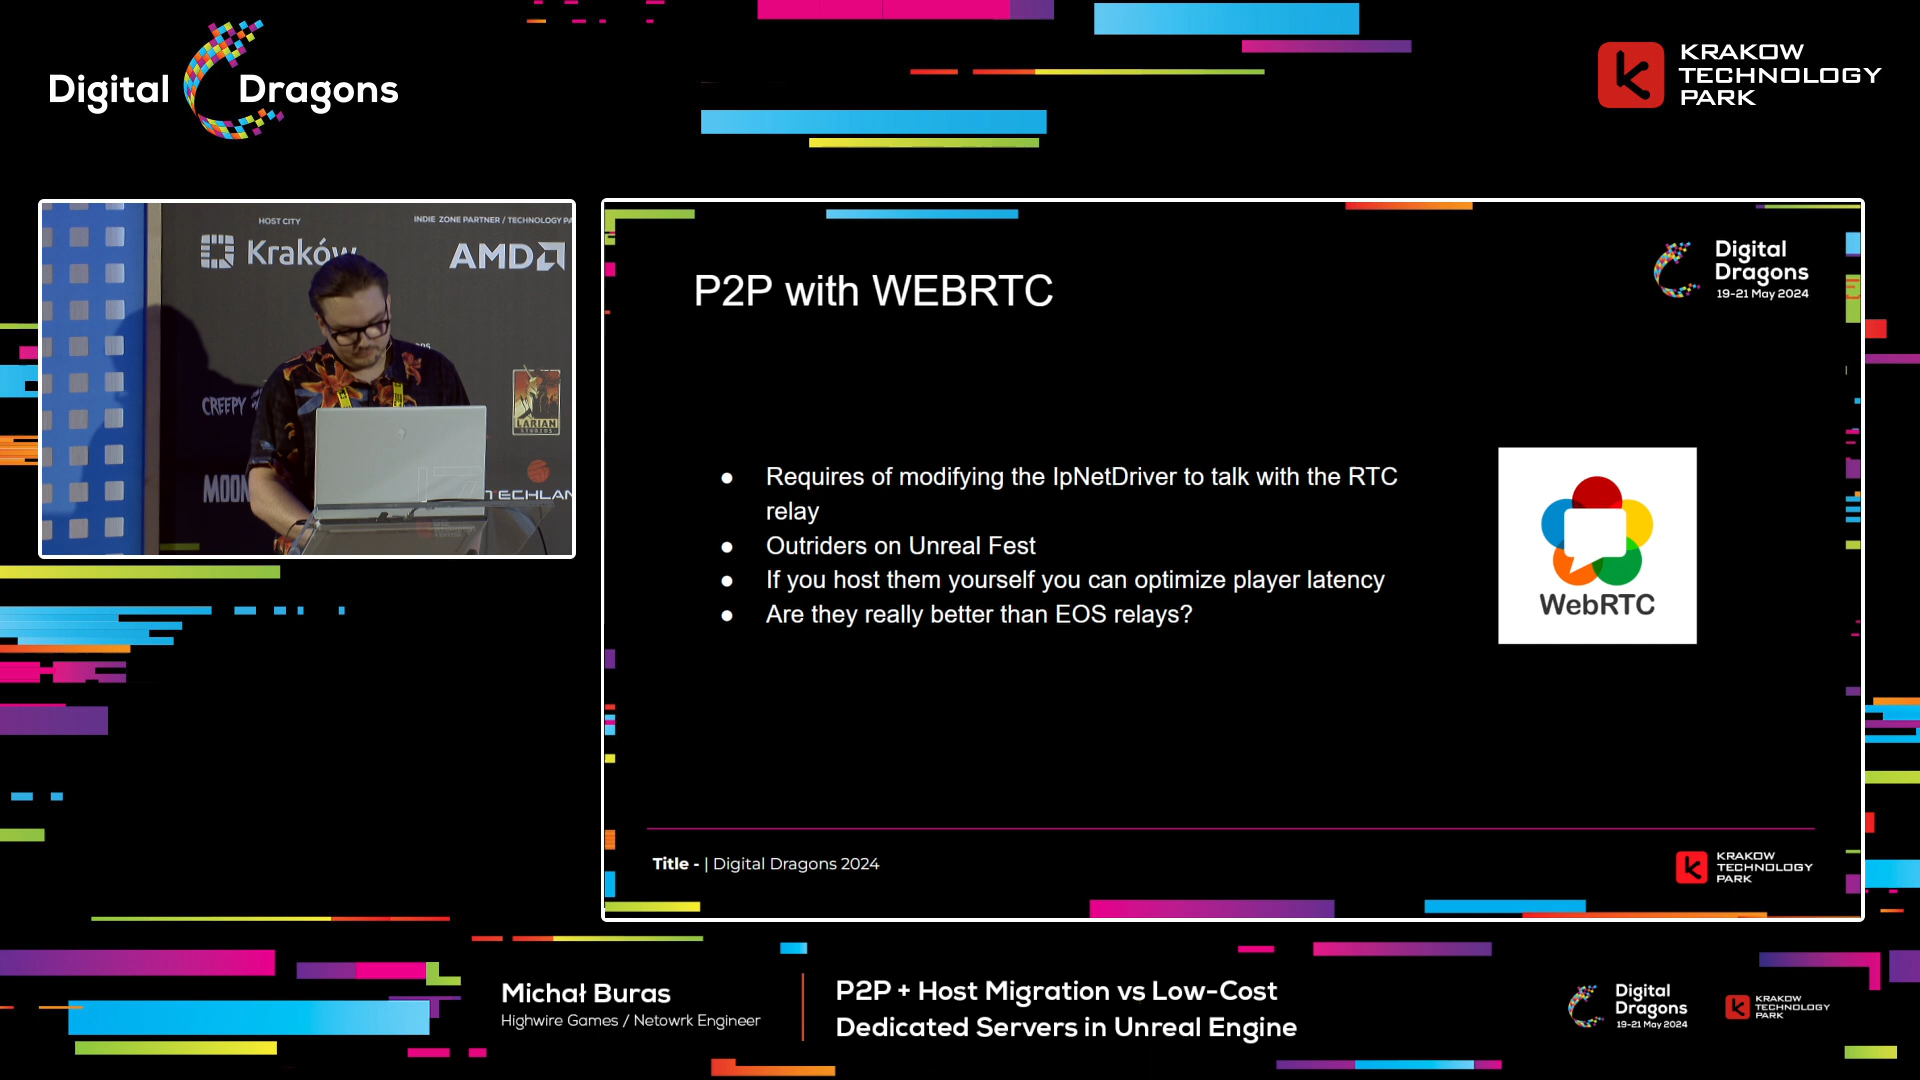 Digital Dragons
KRAKOW
TECHNOLOGY
PARK
HOST CITY
Kraków
INDIE ZONE PARTNER / TECHNOLOGY PA
AMD
CREEPY
LARIAN
STUDIOS
MOON
TECHLAN
P2P with WEBRTC
Digital
Dragons
19-21 May 2024
● Requires of modifying the IpNetDriver to talk with the RTC
relay
● Outriders on Unreal Fest
● If you host them yourself you can optimize player latency
● Are they really better than EOS relays?
WebRTC
Title - | Digital Dragons 2024
KRAKOW
TECHNOLOGY
PARK
Michał Buras
Highwire Games / Netowrk Engineer
P2P + Host Migration vs Low-Cost
Dedicated Servers in Unreal Engine
Digital
Dragons
19-21 May 2024
KRAKOW
TECHNOLOGY
PARK